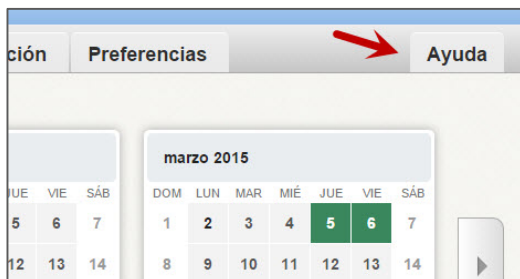 ción Preferencias Ayuda
marzo 2015
JUE VIE SÁB DOM LUN MAR MIÉ JUE VIE SÁB
5 6 7 1 2 3 4 5 6 7
12 13 14 8 9 10 11 12 13 14